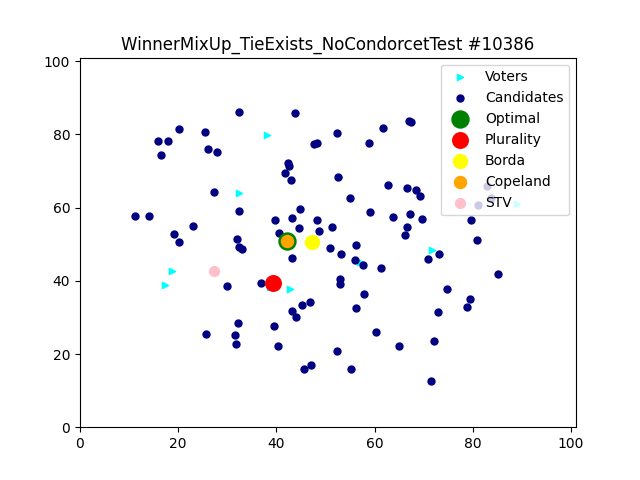 WinnerMixUp_TieExists_NoCondorcetTest #10386
Voters
Candidates
Optimal
Plurality
Borda
Copeland
STV
100
80
60
40
20
0
0 20 40 60 80 100